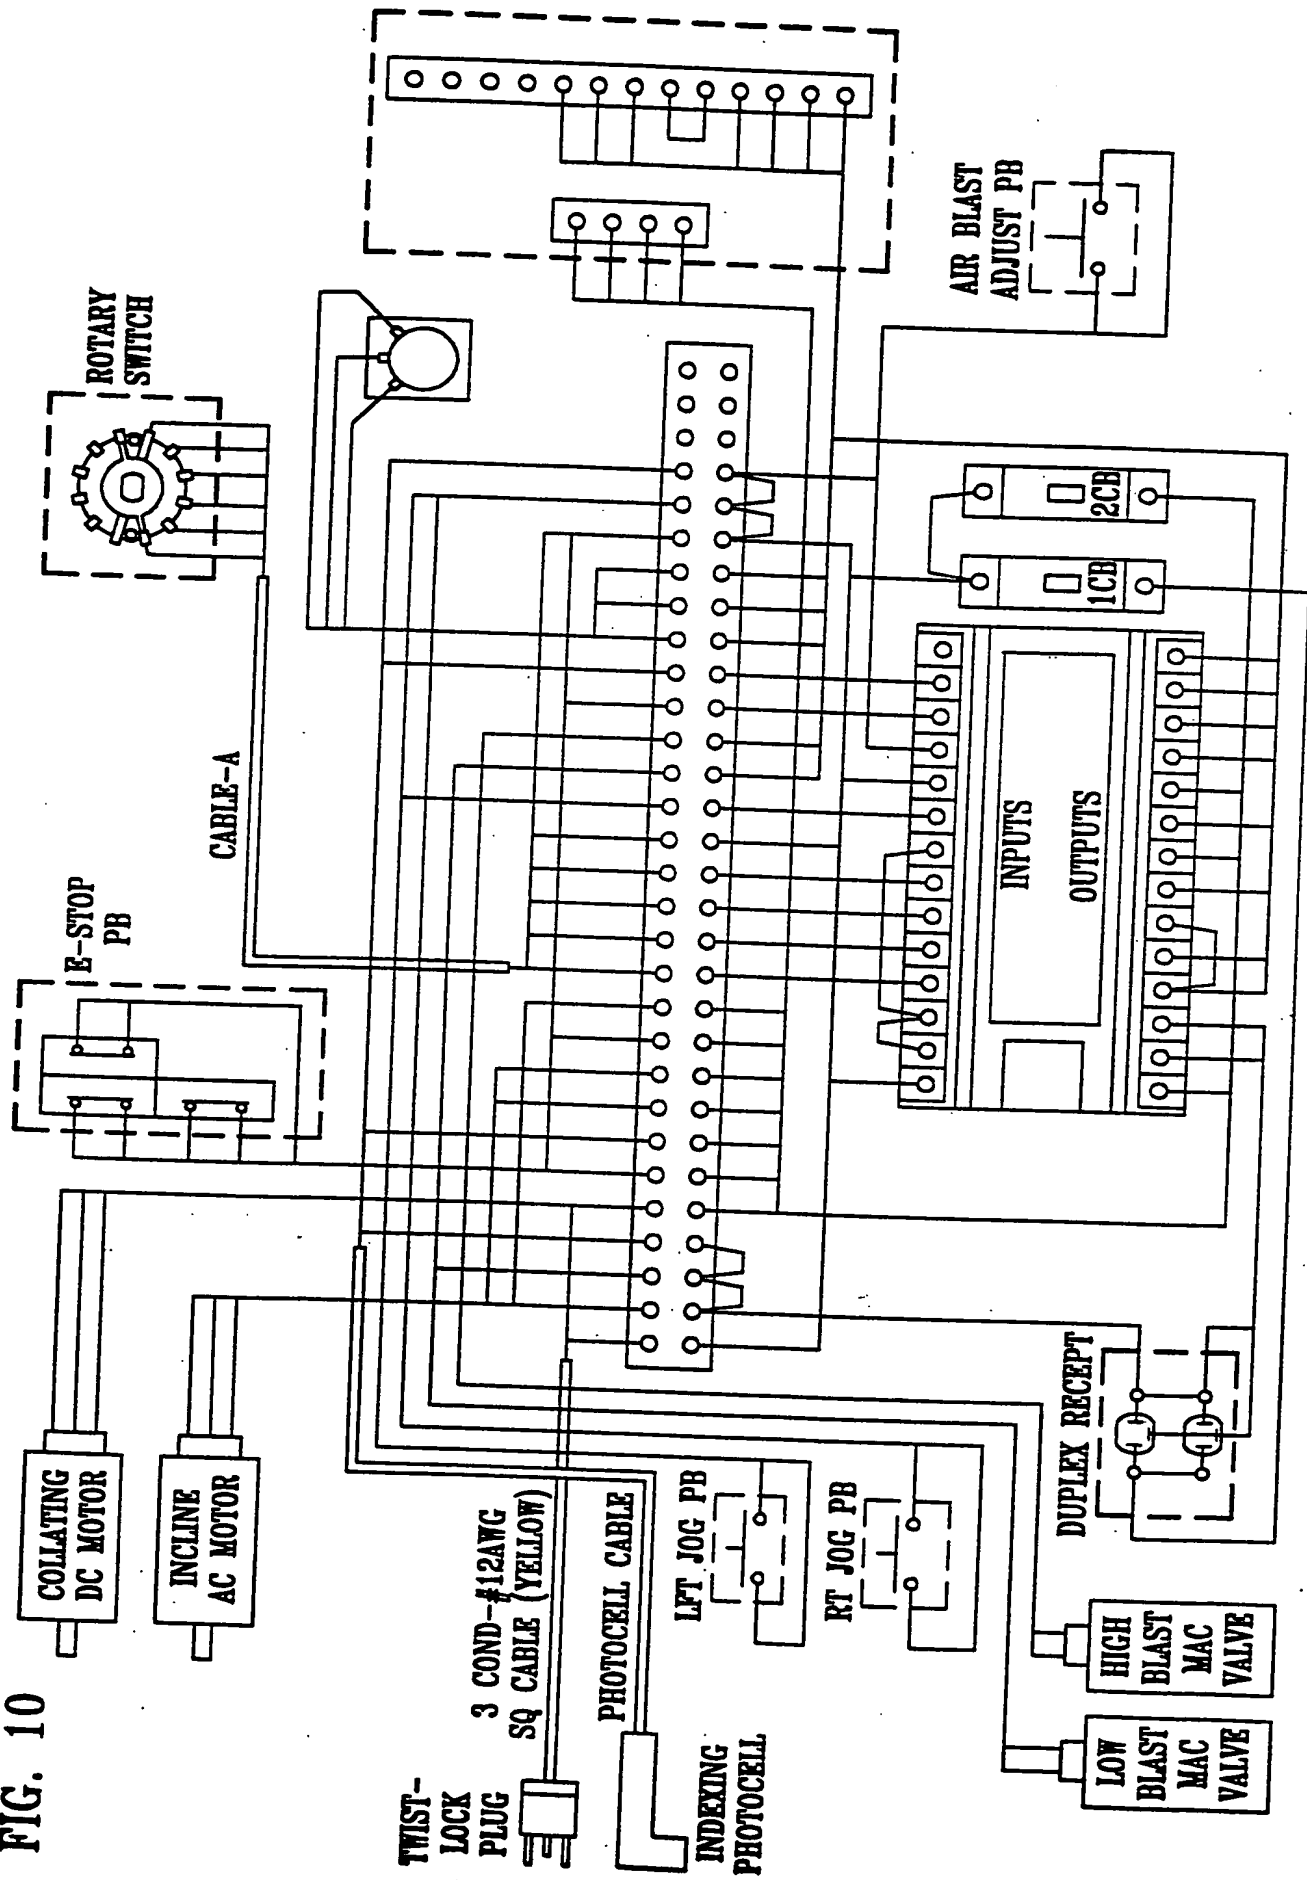 FIG. 10
COLLATING
DC MOTOR
INCLINE
AC MOTOR
E-STOP
PB
CABLE-A
ROTARY
SWITCH
TWIST-
LOCK
PLUG
3 COND-#12AWG
SQ CABLE (YELLOW)
PHOTOCELL CABLE
INDEXING
PHOTOCELL
LFT JOG PB
RT JOG PB
LOW
BLAST
MAC
VALVE
HIGH
BLAST
MAC
VALVE
DUPLEX RECEPT
INPUTS
OUTPUTS
1CB
2CB
AIR BLAST
ADJUST PB